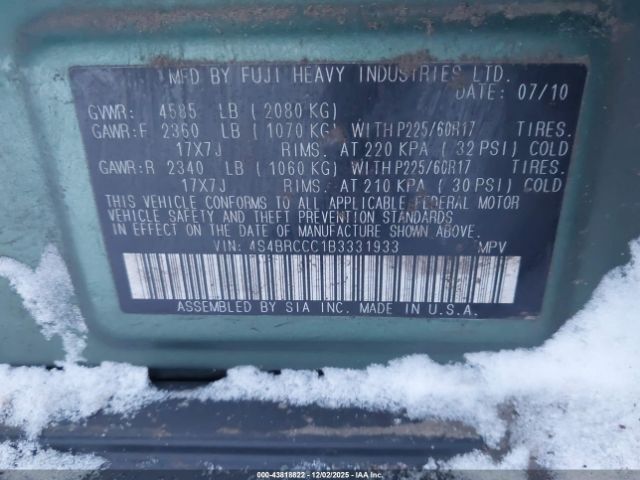 MFD BY FUJI HEAVY INDUSTRIES LTD.
DATE: 07/10
GVWR: 4585 LB (2080 KG)
GAWR:F 2360 LB (1070 KG) WITH P225/60R17 TIRES.
17X7J RIMS. AT 220 KPA (32 PSI) COLD
GAWR:R 2340 LB (1060 KG) WITH P225/60R17 TIRES.
17X7J RIMS. AT 210 KPA (30 PSI) COLD
THIS VEHICLE CONFORMS TO ALL APPLICABLE FEDERAL MOTOR
VEHICLE SAFETY AND THEFT PREVENTION STANDARDS
IN EFFECT ON THE DATE OF MANUFACTURE SHOWN ABOVE.
VIN: 4S4BRCCC1B3331933 MPV
ASSEMBLED BY SIA INC. MADE IN U.S.A.
000-43818822 - 12/02/2025 - IAAI.com